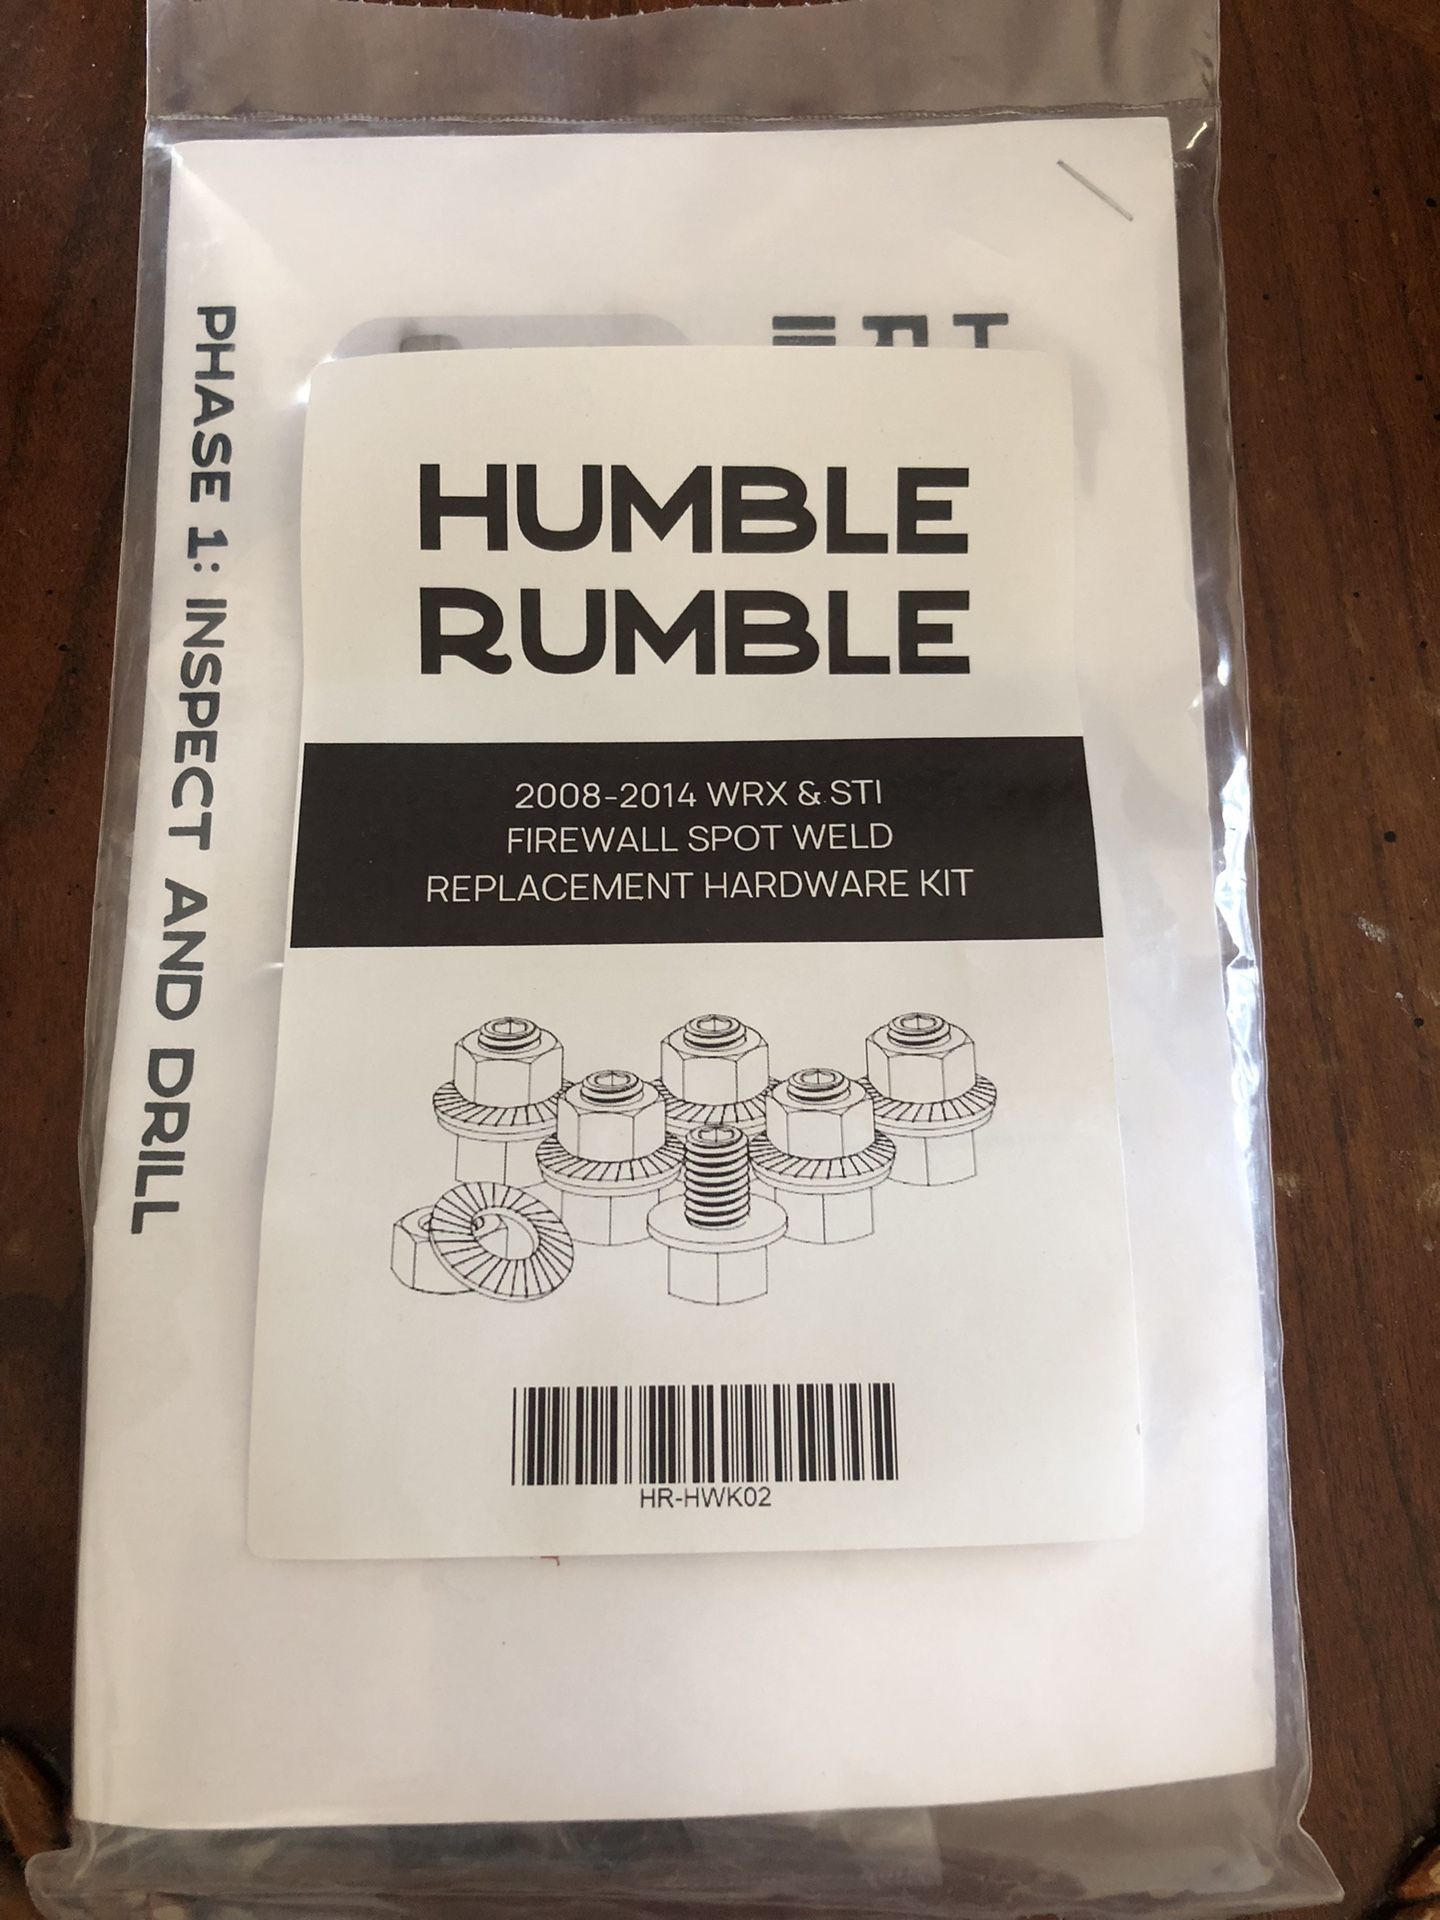 HUMBLE
RUMBLE
2008-2014 WRX & STI
FIREWALL SPOT WELD
REPLACEMENT HARDWARE KIT
HR-HWK02
PHASE 1: INSPECT AND DRILL